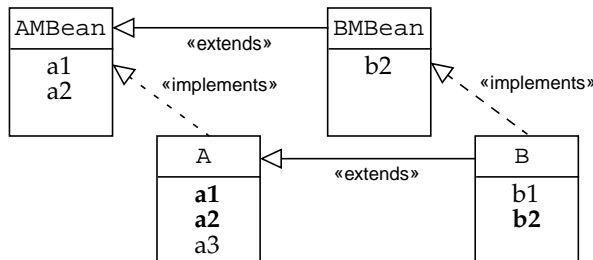 AMBean
BMBean
«extends»
a1
a2
b2
«implements»
«implements»
A
B
«extends»
a1
a2
a3
b1
b2